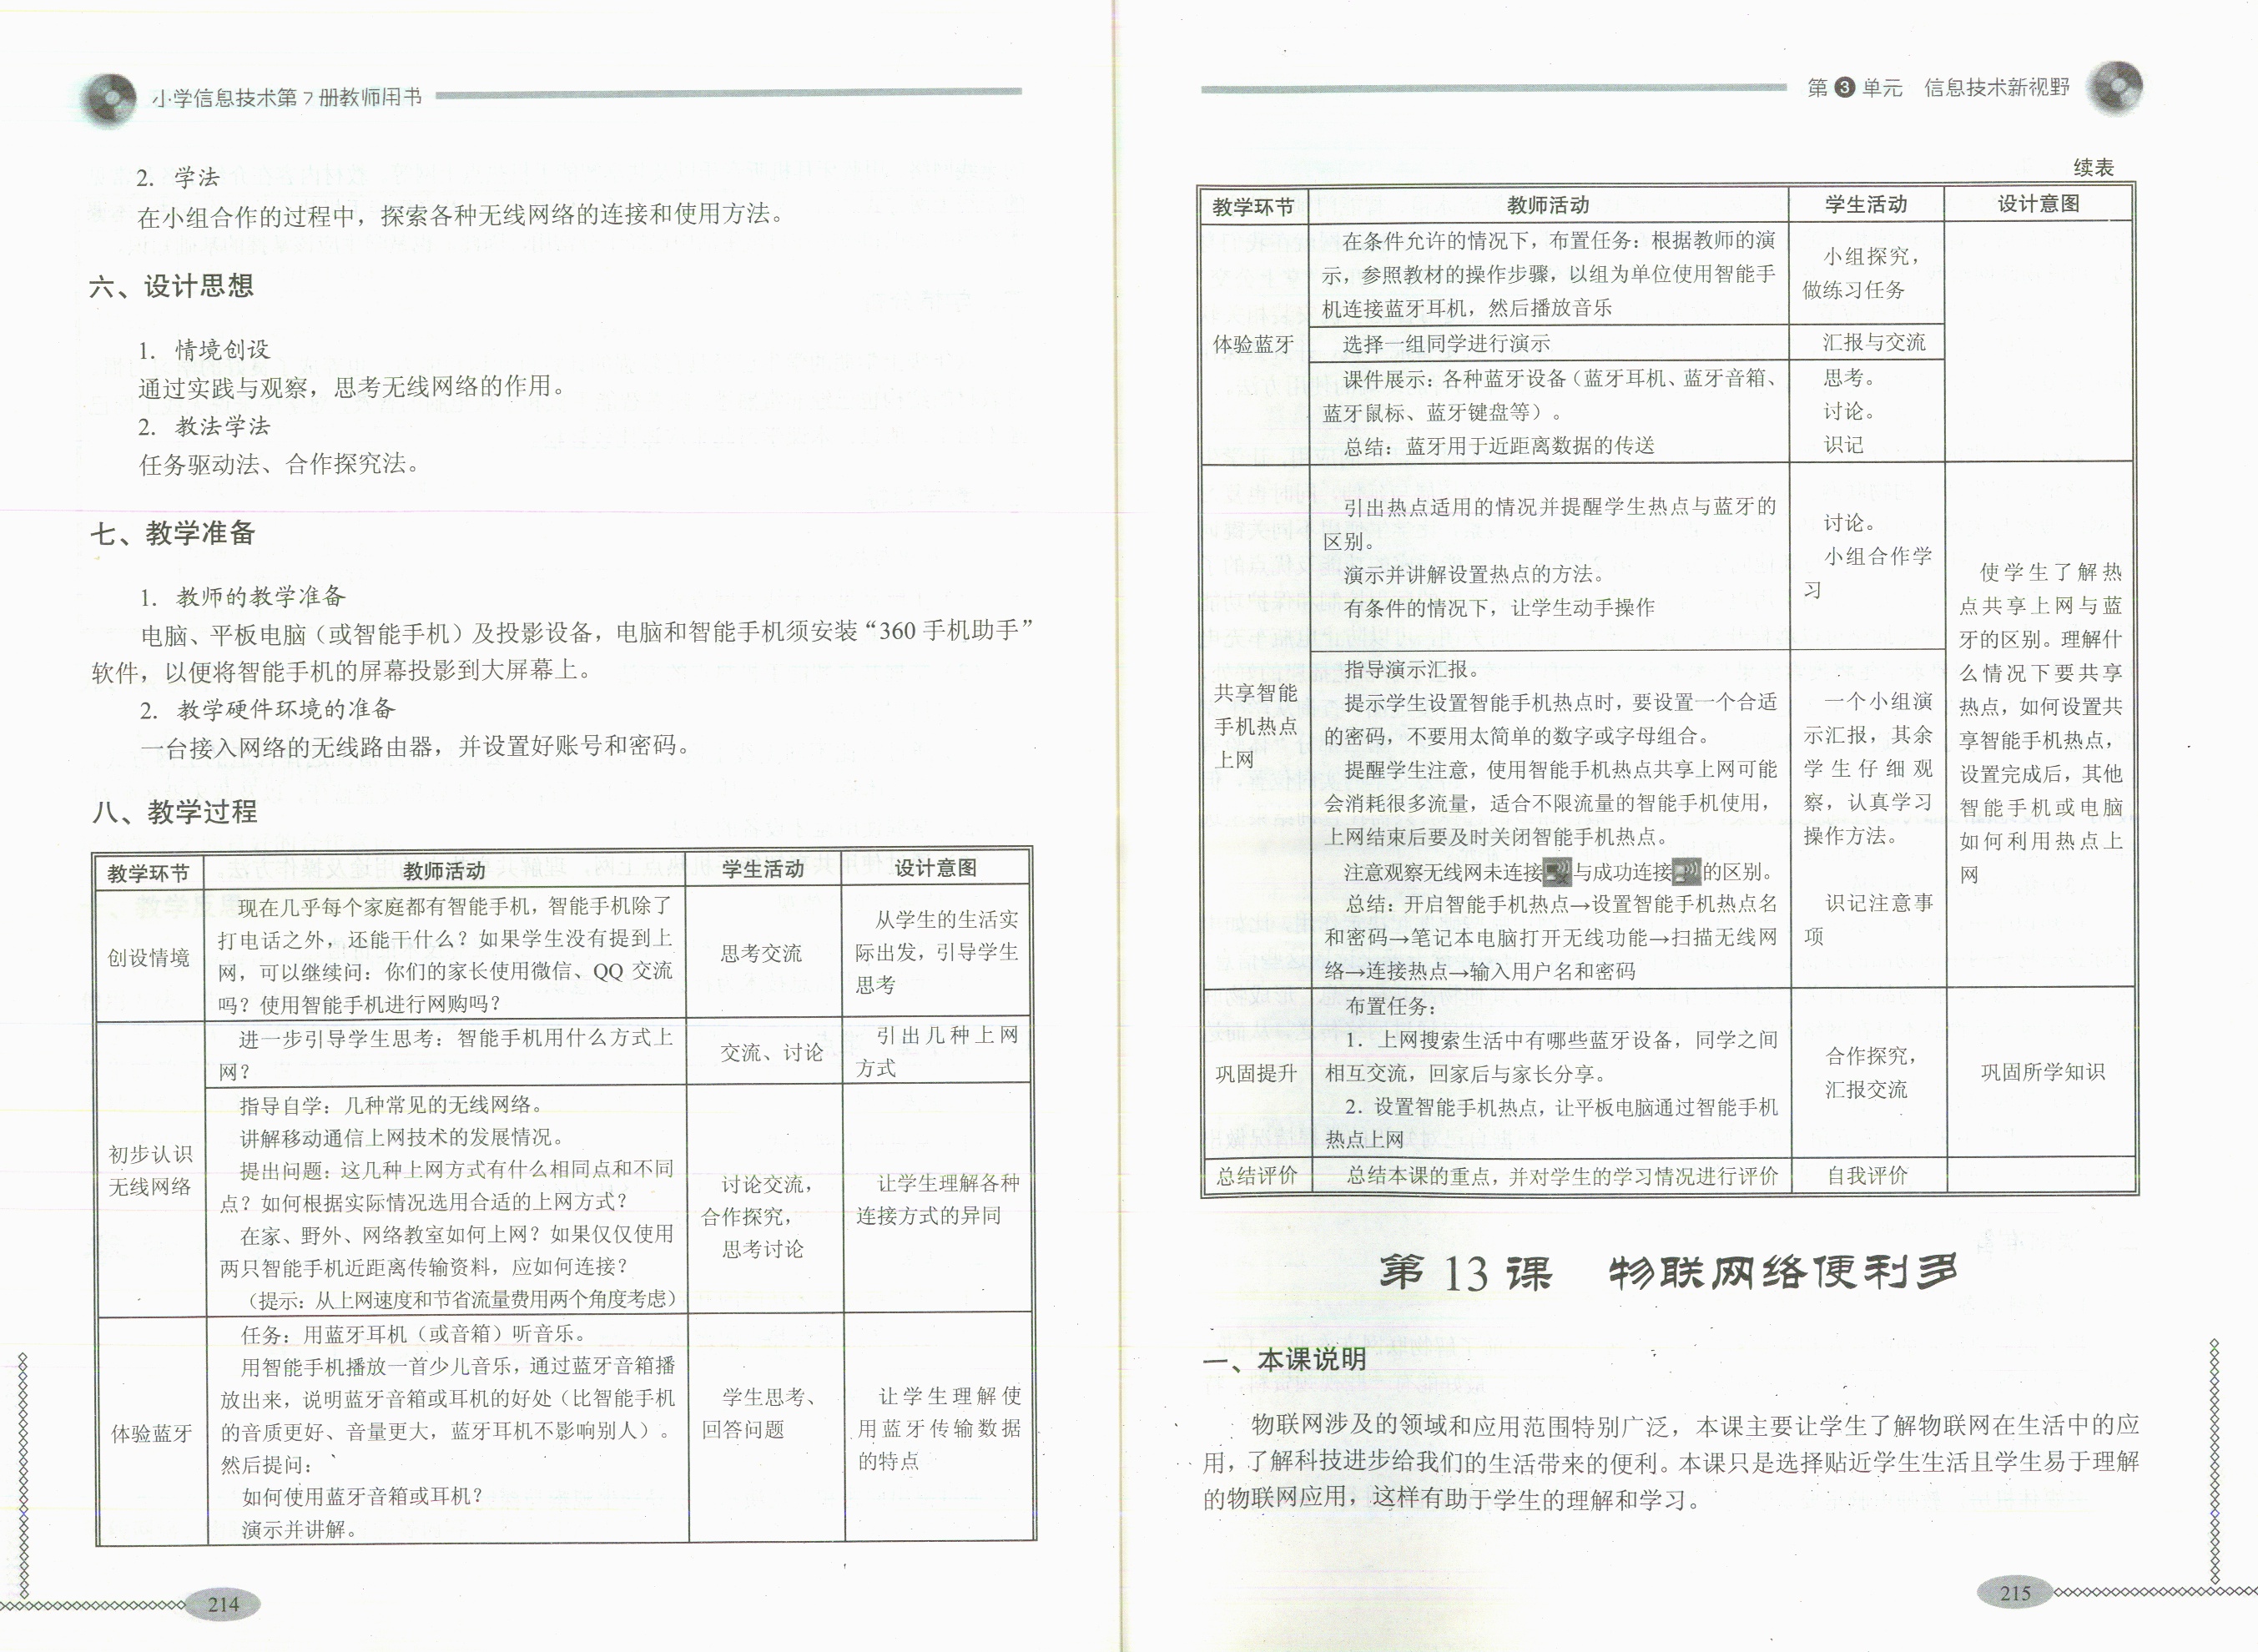 小学信息技术第7册教师用书
2. 学法
在小组合作的过程中，探索各种无线网络的连接和使用方法。
六、设计思想
1. 情境创设
通过实践与观察，思考无线网络的作用。
2. 教法学法
任务驱动法、合作探究法。
七、教学准备
1. 教师的教学准备
电脑、平板电脑（或智能手机）及投影设备，电脑和智能手机须安装“360手机助手”
软件，以便将智能手机的屏幕投影到大屏幕上。
2. 教学硬件环境的准备
一台接入网络的无线路由器，并设置好账号和密码。
八、教学过程
教学环节 教师活动 学生活动 设计意图
创设情境
现在几乎每个家庭都有智能手机，智能手机除了
打电话之外，还能干什么？如果学生没有提到上
网，可以继续问：你们的家长使用微信、QQ 交流
吗？使用智能手机进行网购吗？
思考交流
从学生的生活实
际出发，引导学生
思考
初步认识
无线网络
进一步引导学生思考：智能手机用什么方式上
网？
交流、讨论
引出几种上网
方式
指导自学：几种常见的无线网络。
讲解移动通信上网技术的发展情况。
提出问题：这几种上网方式有什么相同点和不同
点？如何根据实际情况选用合适的上网方式？
在家、野外、网络教室如何上网？如果仅仅使用
两只智能手机近距离传输资料，应如何连接？
（提示：从上网速度和节省流量费用两个角度考虑）
讨论交流，
合作探究，
思考讨论
让学生理解各种
连接方式的异同
体验蓝牙
任务：用蓝牙耳机（或音箱）听音乐。
用智能手机播放一首少儿音乐，通过蓝牙音箱播
放出来，说明蓝牙音箱或耳机的好处（比智能手机
的音质更好、音量更大，蓝牙耳机不影响别人）。
然后提问：
如何使用蓝牙音箱或耳机？
演示并讲解。
学生思考、
回答问题
让学生理解使
用蓝牙传输数据
的特点
214
第3单元 信息技术新视野
续表
教学环节 教师活动 学生活动 设计意图
体验蓝牙
在条件允许的情况下，布置任务：根据教师的演
示，参照教材的操作步骤，以组为单位使用智能手
机连接蓝牙耳机，然后播放音乐
小组探究，
做练习任务
选择一组同学进行演示
汇报与交流
课件展示：各种蓝牙设备（蓝牙耳机、蓝牙音箱、
蓝牙鼠标、蓝牙键盘等）。
总结：蓝牙用于近距离数据的传送
思考。
讨论。
识记
共享智能
手机热点
上网
引出热点适用的情况并提醒学生热点与蓝牙的
区别。
演示并讲解设置热点的方法。
有条件的情况下，让学生动手操作
讨论。
小组合作学
习
指导演示汇报。
提示学生设置智能手机热点时，要设置一个合适
的密码，不要用太简单的数字或字母组合。
提醒学生注意，使用智能手机热点共享上网可能
会消耗很多流量，适合不限流量的智能手机使用，
上网结束后要及时关闭智能手机热点。
注意观察无线网未连接与成功连接的区别。
总结：开启智能手机热点→设置智能手机热点名
和密码→笔记本电脑打开无线功能→扫描无线网
络→连接热点→输入用户名和密码
一个小组演
示汇报，其余
学生仔细观
察，认真学习
操作方法。
识记注意事
项
使学生了解热
点共享上网与蓝
牙的区别。理解什
么情况下要共享
热点，如何设置共
享智能手机热点，
设置完成后，其他
智能手机或电脑
如何利用热点上
网
巩固提升
布置任务：
1. 上网搜索生活中有哪些蓝牙设备，同学之间
相互交流，回家后与家长分享。
2. 设置智能手机热点，让平板电脑通过智能手机
热点上网
合作探究，
汇报交流
巩固所学知识
总结评价 总结本课的重点，并对学生的学习情况进行评价 自我评价
第 13 课 物联网络便利多
一、本课说明
物联网涉及的领域和应用范围特别广泛，本课主要让学生了解物联网在生活中的应
用，了解科技进步给我们的生活带来的便利。本课只是选择贴近学生生活且学生易于理解
的物联网应用，这样有助于学生的理解和学习。
215